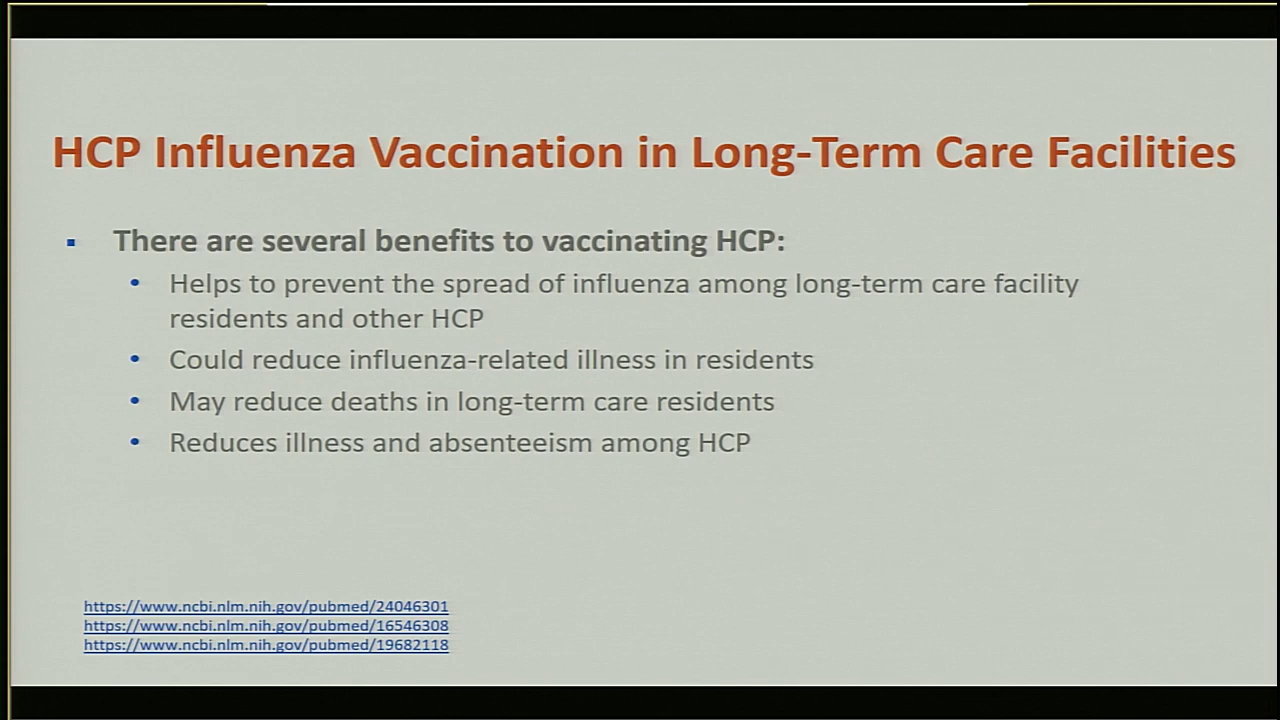 HCP Influenza Vaccination in Long-Term Care Facilities
▪ There are several benefits to vaccinating HCP:
• Helps to prevent the spread of influenza among long-term care facility
residents and other HCP
• Could reduce influenza-related illness in residents
• May reduce deaths in long-term care residents
• Reduces illness and absenteeism among HCP
https://www.ncbi.nlm.nih.gov/pubmed/24046301
https://www.ncbi.nlm.nih.gov/pubmed/16546308
https://www.ncbi.nlm.nih.gov/pubmed/19682118